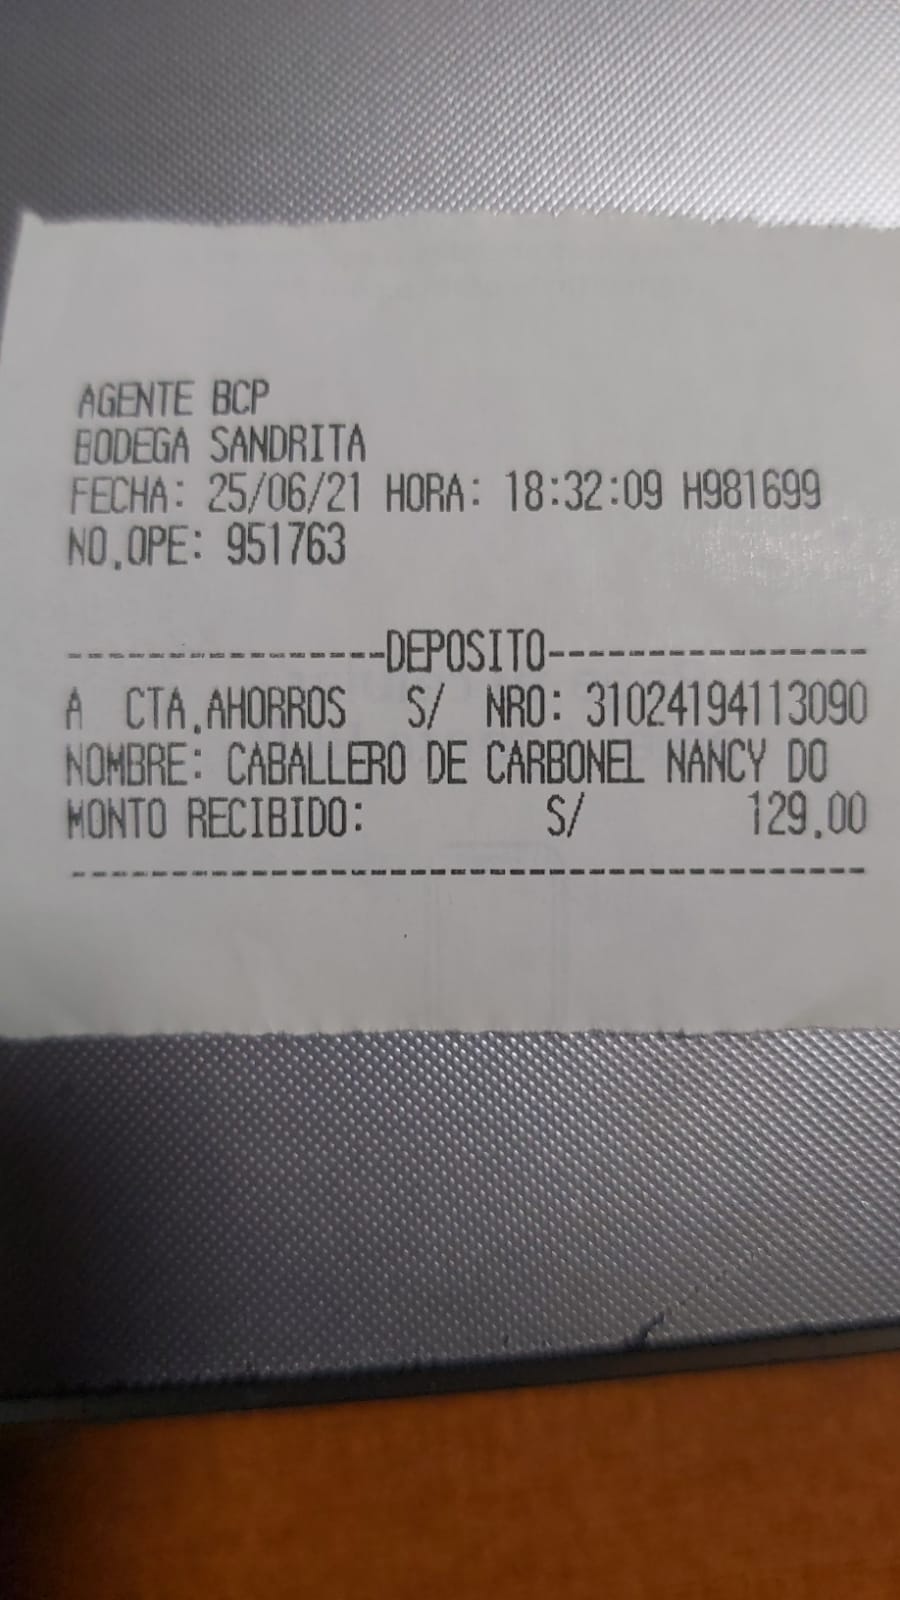 AGENTE BCP
BODEGA SANDRITA
FECHA: 25/06/21 HORA: 18:32:09 H981699
NO.OPE: 951763
----------------DEPOSITO----------------
A CTA.AHORROS S/ NRO: 31024194113090
NOMBRE: CABALLERO DE CARBONEL NANCY DO
MONTO RECIBIDO: S/ 129.00
----------------------------------------